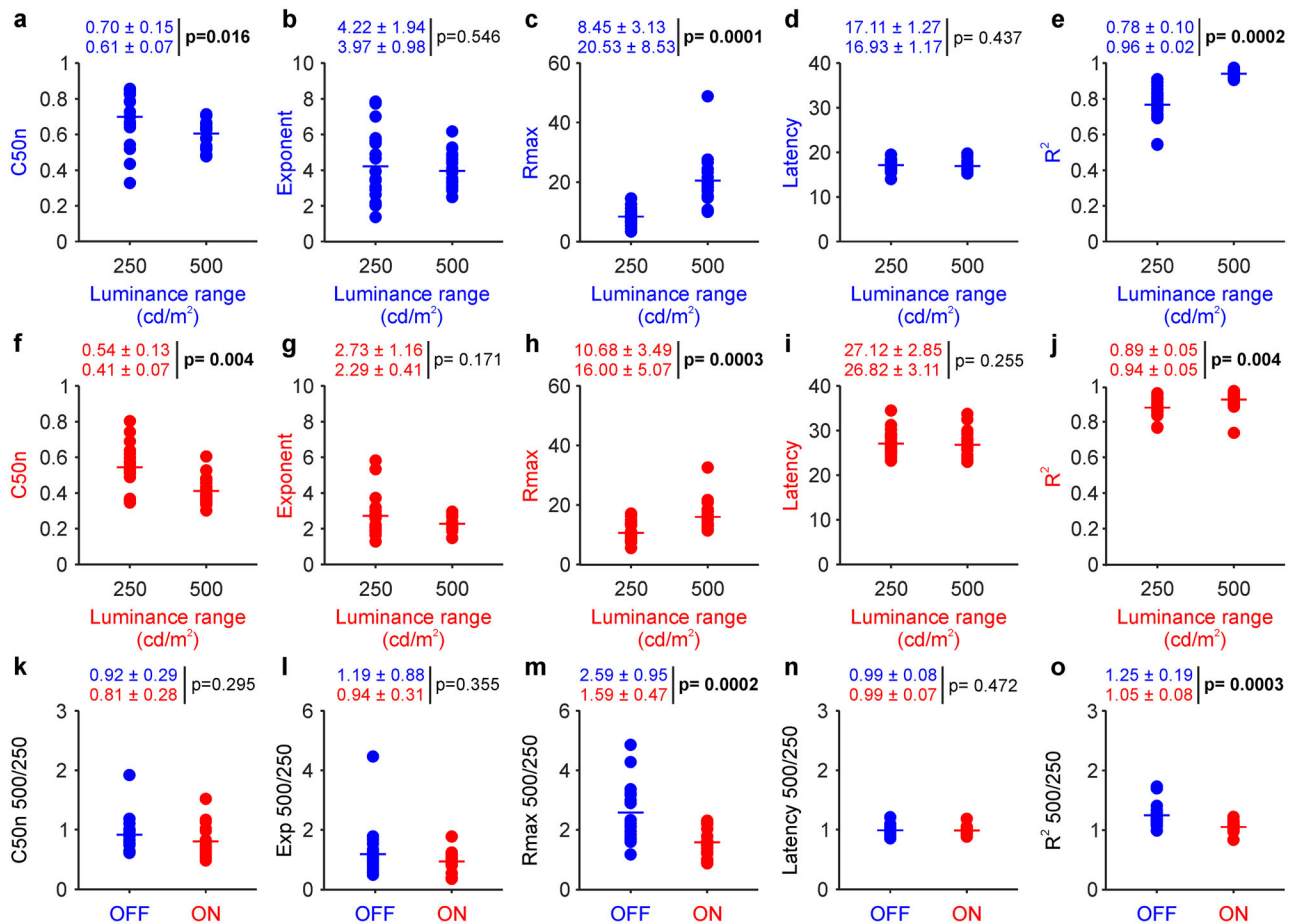 a
0.70 ± 0.15
0.61 ± 0.07
p=0.016
C50n
1
0.8
0.6
0.4
0.2
0
250 500
Luminance range
(cd/m²)
b
4.22 ± 1.94
3.97 ± 0.98
p=0.546
Exponent
10
8
6
4
2
0
250 500
Luminance range
(cd/m²)
c
8.45 ± 3.13
20.53 ± 8.53
p= 0.0001
Rmax
60
40
20
0
250 500
Luminance range
(cd/m²)
d
17.11 ± 1.27
16.93 ± 1.17
p= 0.437
Latency
40
30
20
10
0
250 500
Luminance range
(cd/m²)
e
0.78 ± 0.10
0.96 ± 0.02
p= 0.0002
R²
1
0.8
0.6
0.4
0.2
0
250 500
Luminance range
(cd/m²)
f
0.54 ± 0.13
0.41 ± 0.07
p= 0.004
C50n
1
0.8
0.6
0.4
0.2
0
250 500
Luminance range
(cd/m²)
g
2.73 ± 1.16
2.29 ± 0.41
p= 0.171
Exponent
10
8
6
4
2
0
250 500
Luminance range
(cd/m²)
h
10.68 ± 3.49
16.00 ± 5.07
p= 0.0003
Rmax
60
40
20
0
250 500
Luminance range
(cd/m²)
i
27.12 ± 2.85
26.82 ± 3.11
p= 0.255
Latency
40
30
20
10
0
250 500
Luminance range
(cd/m²)
j
0.89 ± 0.05
0.94 ± 0.05
p= 0.004
R²
1
0.8
0.6
0.4
0.2
0
250 500
Luminance range
(cd/m²)
k
0.92 ± 0.29
0.81 ± 0.28
p=0.295
C50n 500/250
3
2
1
0
OFF ON
l
1.19 ± 0.88
0.94 ± 0.31
p=0.355
Exp 500/250
6
4
2
0
OFF ON
m
2.59 ± 0.95
1.59 ± 0.47
p= 0.0002
Rmax 500/250
6
4
2
0
OFF ON
n
0.99 ± 0.08
0.99 ± 0.07
p= 0.472
Latency 500/250
3
2
1
0
OFF ON
o
1.25 ± 0.19
1.05 ± 0.08
p= 0.0003
R² 500/250
3
2
1
0
OFF ON